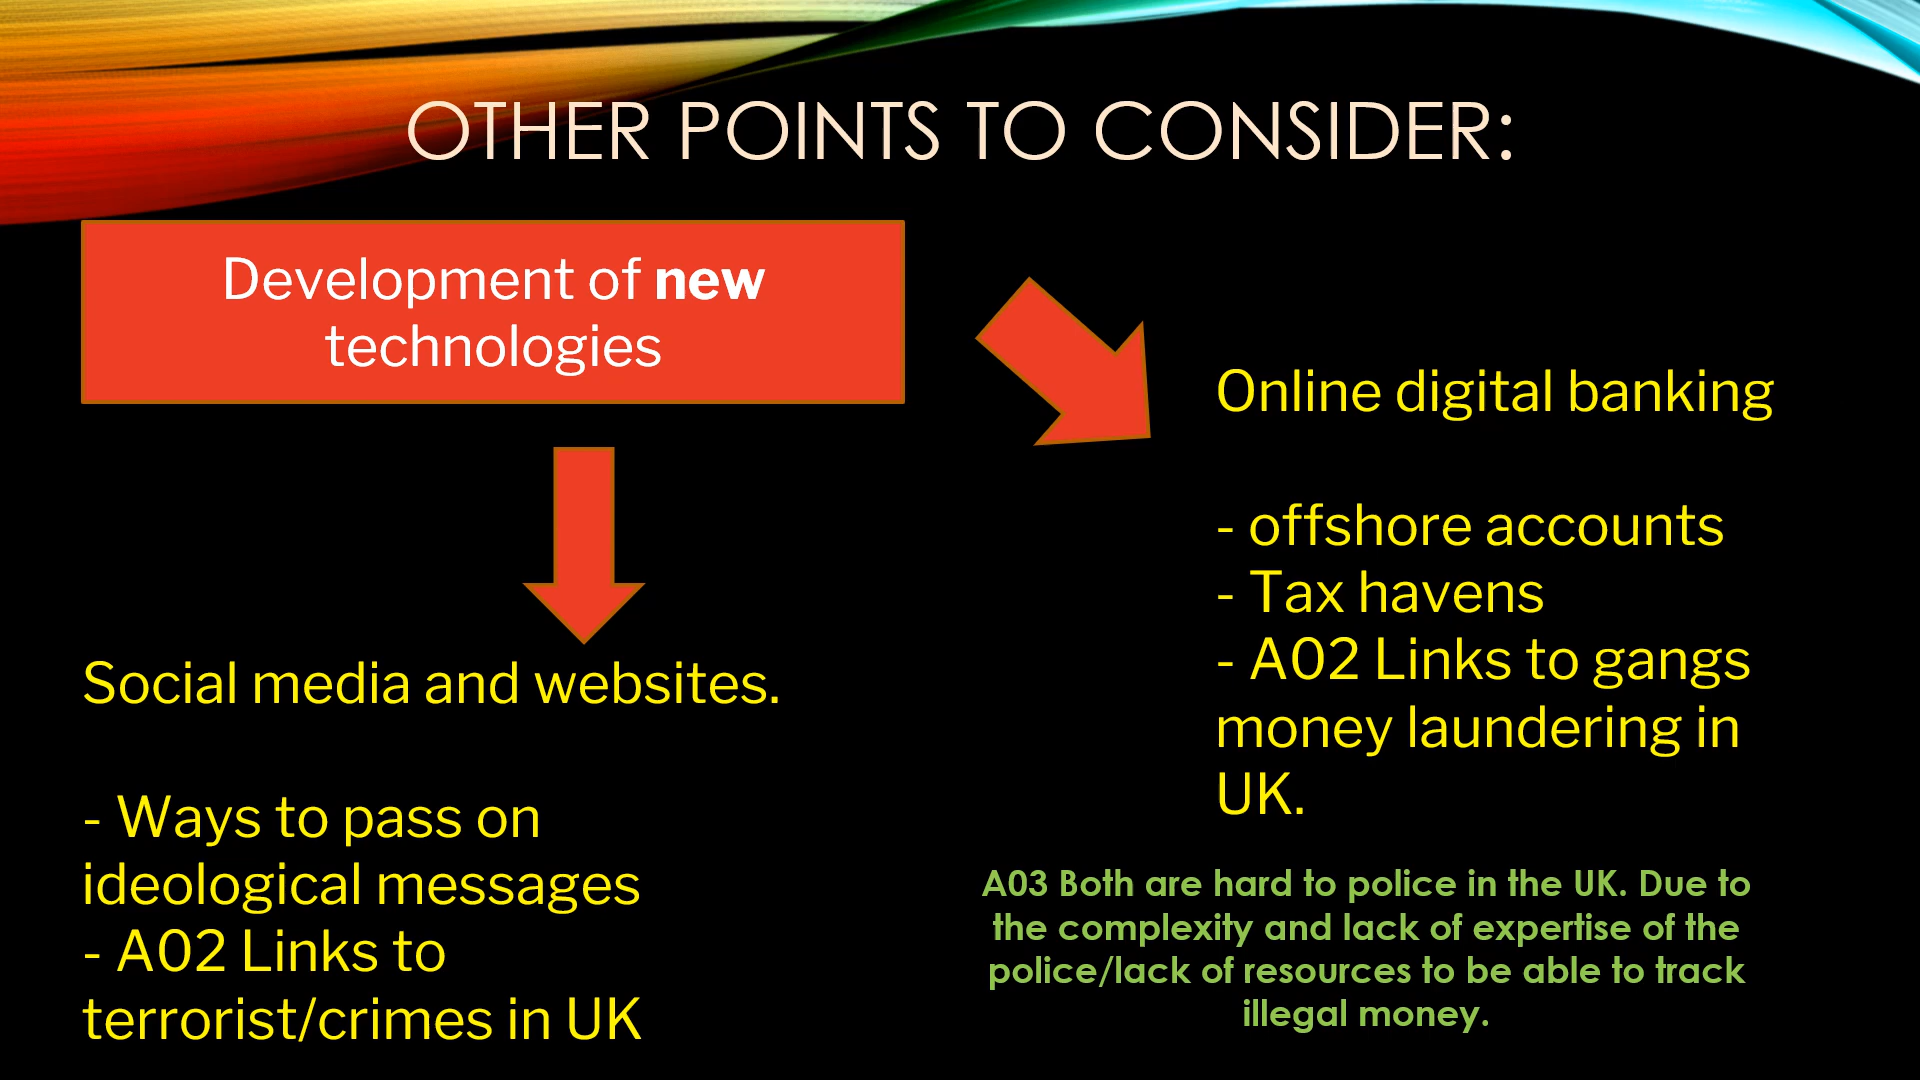 OTHER POINTS TO CONSIDER:
Development of new
technologies
Social media and websites.
- Ways to pass on
ideological messages
- A02 Links to
terrorist/crimes in UK
Online digital banking
- offshore accounts
- Tax havens
- A02 Links to gangs
money laundering in
UK.
A03 Both are hard to police in the UK. Due to
the complexity and lack of expertise of the
police/lack of resources to be able to track
illegal money.